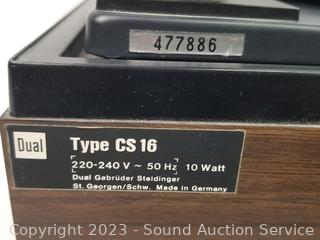 477886
Dual
Type CS 16
220-240 V ~ 50 Hz 10 Watt
Dual Gebrüder Steidinger
St. Georgen/Schw. Made in Germany
Copyright 2023 - Sound Auction Service